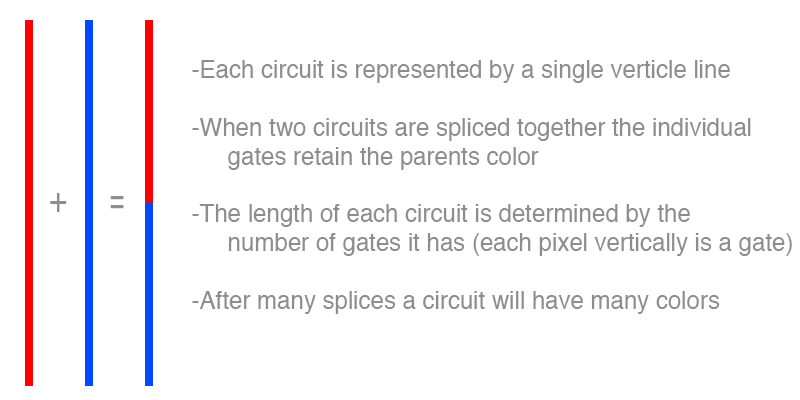 -Each circuit is represented by a single verticle line
-When two circuits are spliced together the individual
gates retain the parents color
+ =
-The length of each circuit is determined by the
number of gates it has (each pixel vertically is a gate)
-After many splices a circuit will have many colors